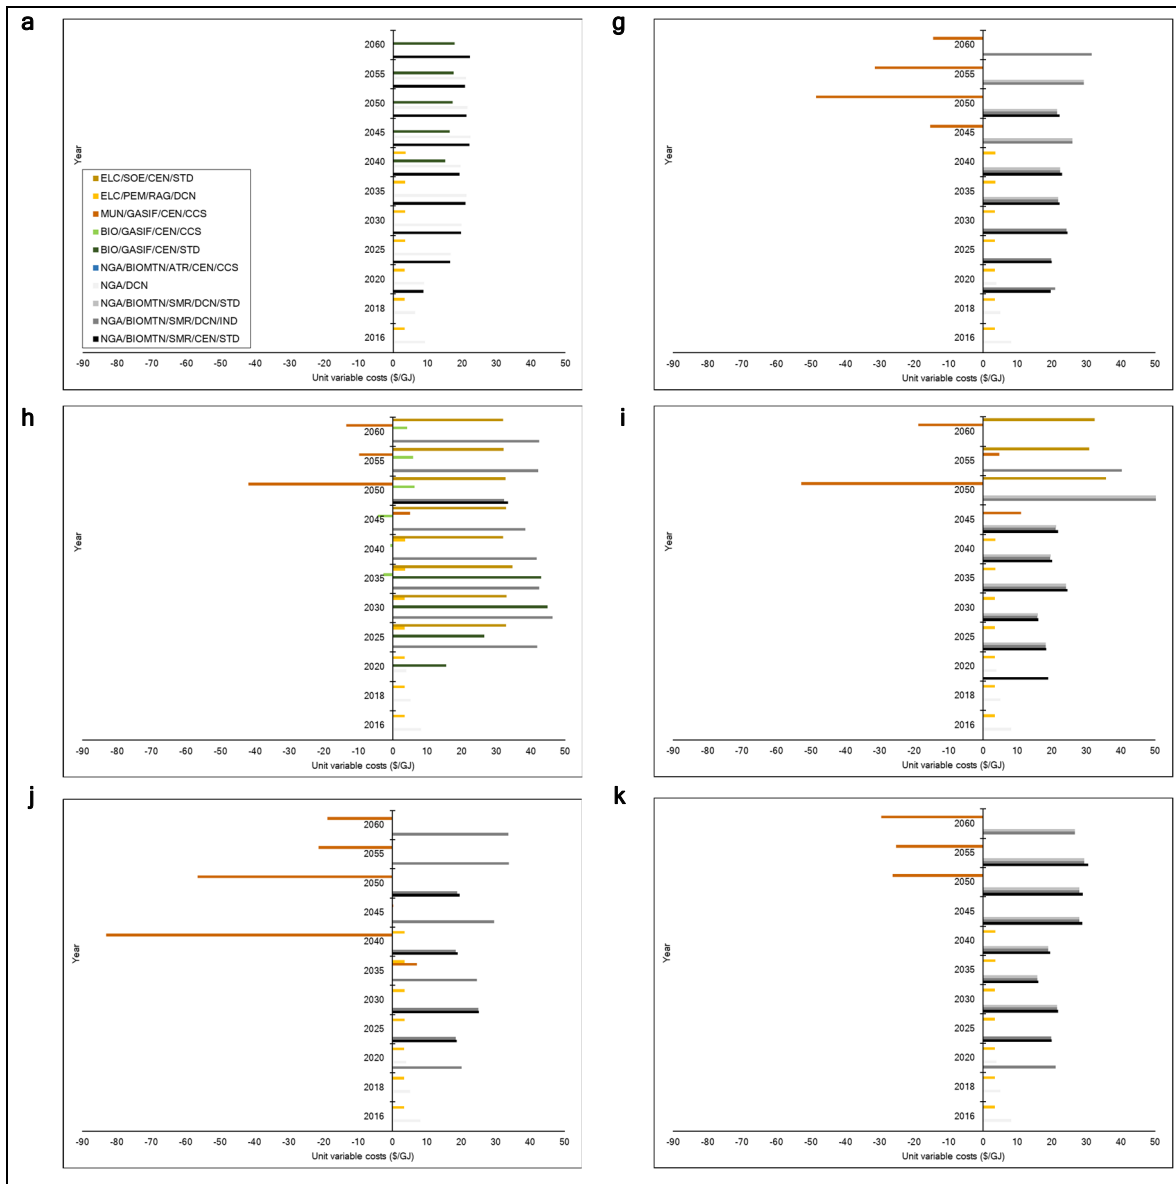 a
2060
2055
2050
2045
2040
2035
2030
2025
2020
2018
2016
Year
ELC/SOE/CEN/STD
ELC/PEM/RAG/DCN
MUN/GASIF/CEN/CCS
BIO/GASIF/CEN/CCS
BIO/GASIF/CEN/STD
NGA/BIOMTN/ATR/CEN/CCS
NGA/DCN
NGA/BIOMTN/SMR/DCN/STD
NGA/BIOMTN/SMR/DCN/IND
NGA/BIOMTN/SMR/CEN/STD
-90 -80 -70 -60 -50 -40 -30 -20 -10 0 10 20 30 40 50
Unit variable costs ($/GJ)
g
2060
2055
2050
2045
2040
2035
2030
2025
2020
2018
2016
Year
-90 -80 -70 -60 -50 -40 -30 -20 -10 0 10 20 30 40 50
Unit variable costs ($/GJ)
h
2060
2055
2050
2045
2040
2035
2030
2025
2020
2018
2016
Year
-90 -80 -70 -60 -50 -40 -30 -20 -10 0 10 20 30 40 50
Unit variable costs ($/GJ)
i
2060
2055
2050
2045
2040
2035
2030
2025
2020
2018
2016
Year
-90 -80 -70 -60 -50 -40 -30 -20 -10 0 10 20 30 40 50
Unit variable costs ($/GJ)
j
2060
2055
2050
2045
2040
2035
2030
2025
2020
2018
2016
Year
-90 -80 -70 -60 -50 -40 -30 -20 -10 0 10 20 30 40 50
Unit variable costs ($/GJ)
k
2060
2055
2050
2045
2040
2035
2030
2025
2020
2018
2016
Year
-90 -80 -70 -60 -50 -40 -30 -20 -10 0 10 20 30 40 50
Unit variable costs ($/GJ)